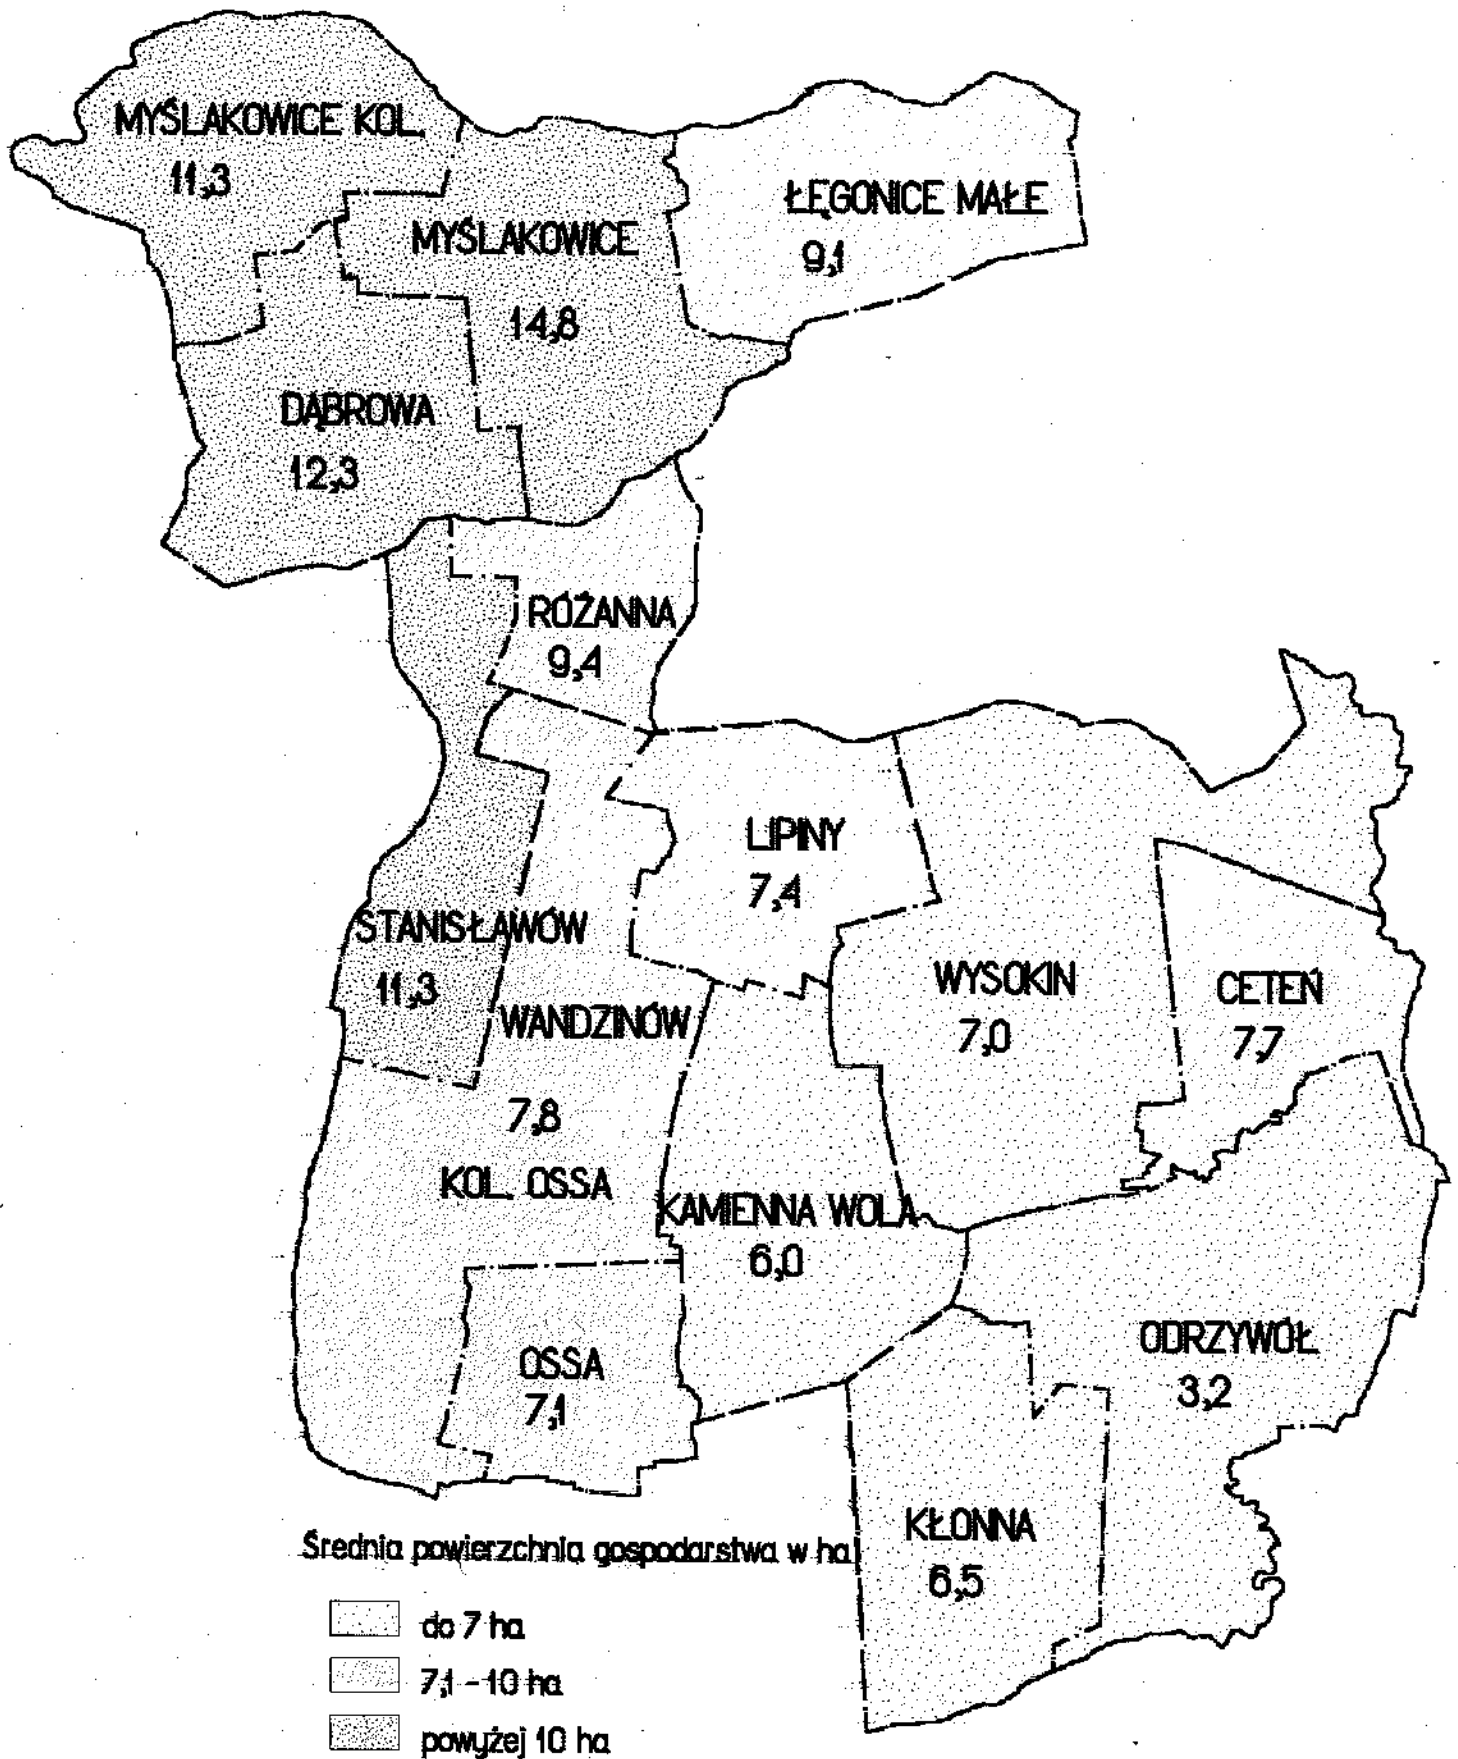 MYŚLAKOWICE KOL.
11,3
ŁĘGONICE MAŁE
9,1
MYŚLAKOWICE
14,8
DĄBROWA
12,3
RÓŻANNA
9,4
LIPINY
7,4
STANISŁAWÓW
11,3
WYSOKIN
7,0
CETEŃ
7,7
WANDZINÓW
7,8
KOL. OSSA
KAMIENNA WOLA
6,0
ODRZYWÓŁ
3,2
OSSA
7,1
KŁONNA
6,5
Średnia powierzchnia gospodarstwa w ha
do 7 ha
7,1 - 10 ha
powyżej 10 ha